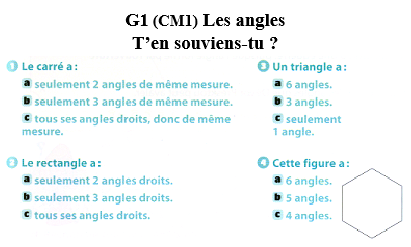 G1 (CM1) Les angles
T'en souviens-tu ?
1 Le carré a :
a seulement 2 angles de même mesure.
b seulement 3 angles de même mesure.
c tous ses angles droits, donc de même
mesure.
2 Le rectangle a :
a seulement 2 angles droits.
b seulement 3 angles droits.
c tous ses angles droits.
3 Un triangle a :
a 6 angles.
b 3 angles.
c seulement
1 angle.
4 Cette figure a :
a 6 angles.
b 5 angles.
c 4 angles.